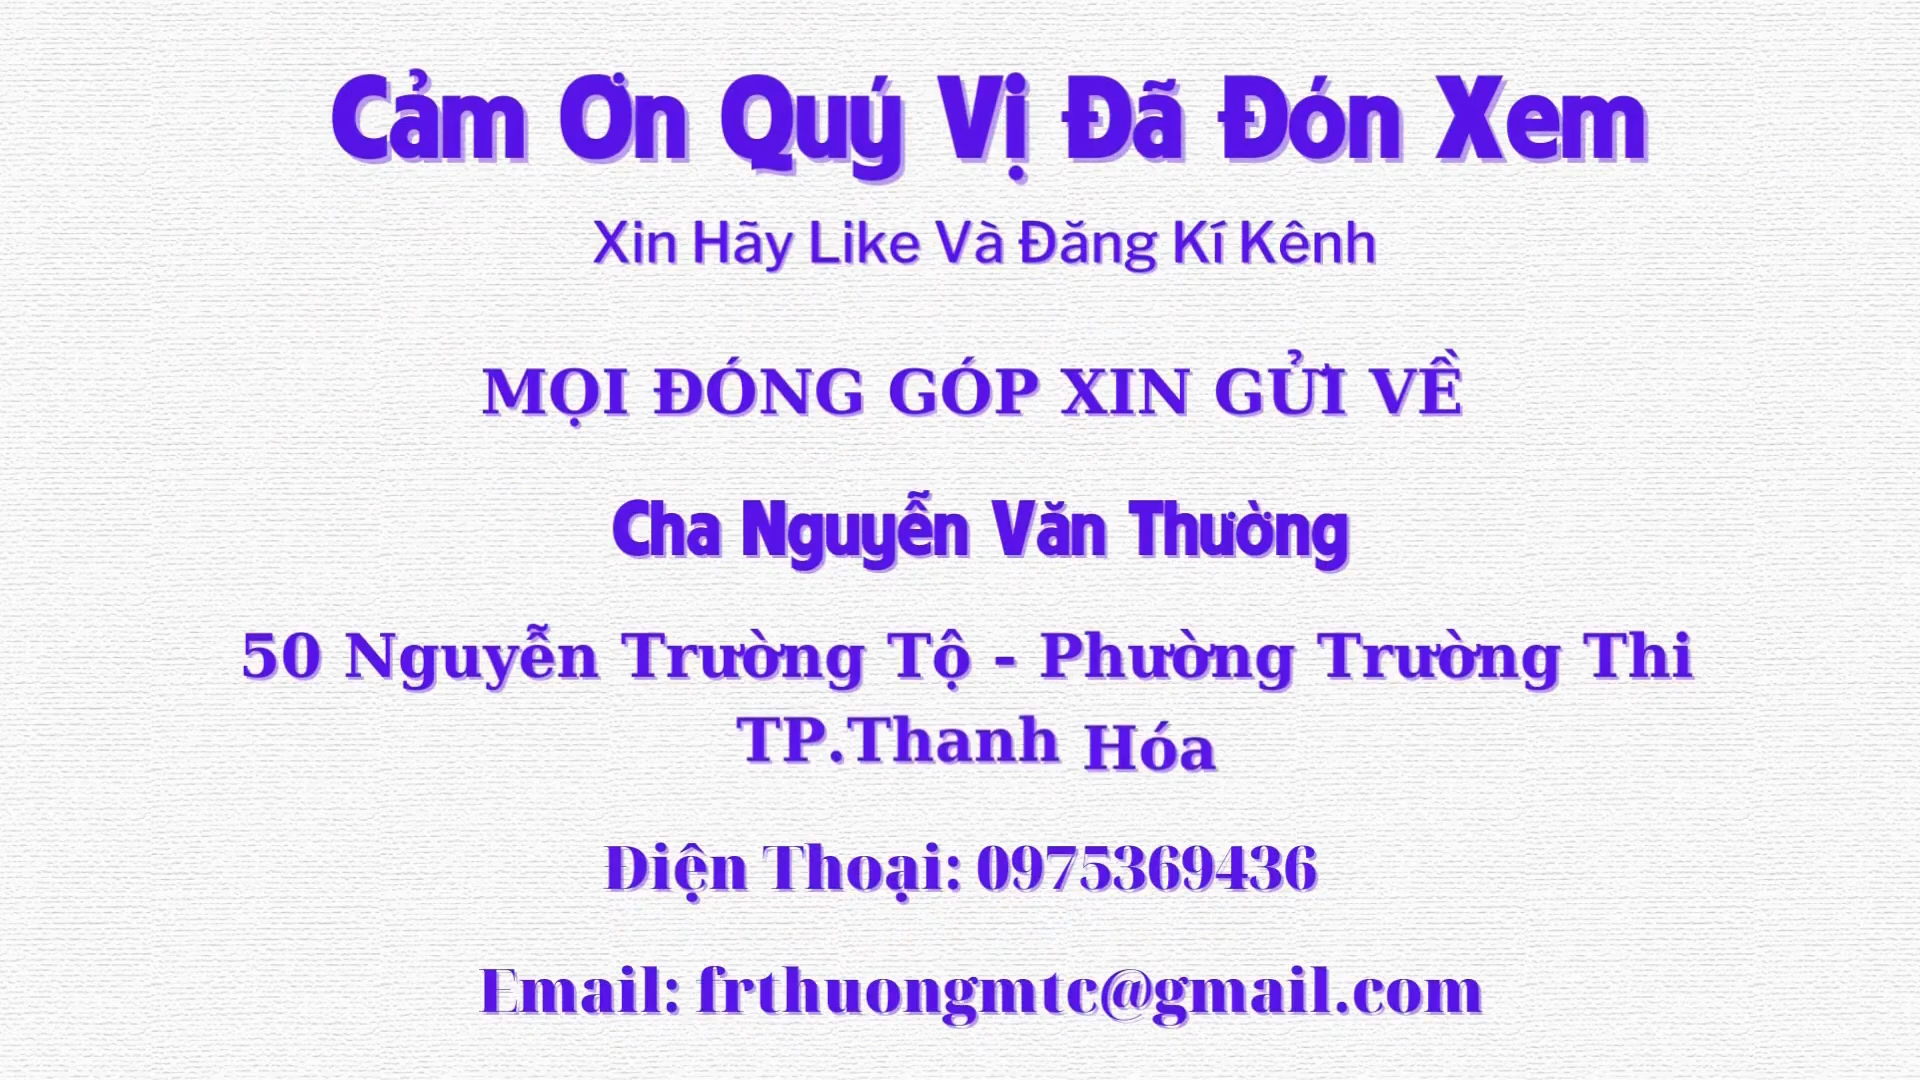 Cảm Ơn Quý Vị Đã Đón Xem
Xin Hãy Like Và Đăng Kí Kênh
MỌI ĐÓNG GÓP XIN GỬI VỀ
Cha Nguyễn Văn Thường
50 Nguyễn Trường Tộ - Phường Trường Thi
TP.Thanh Hóa
Điện Thoại: 0975369436
Email: frthuongmtc@gmail.com